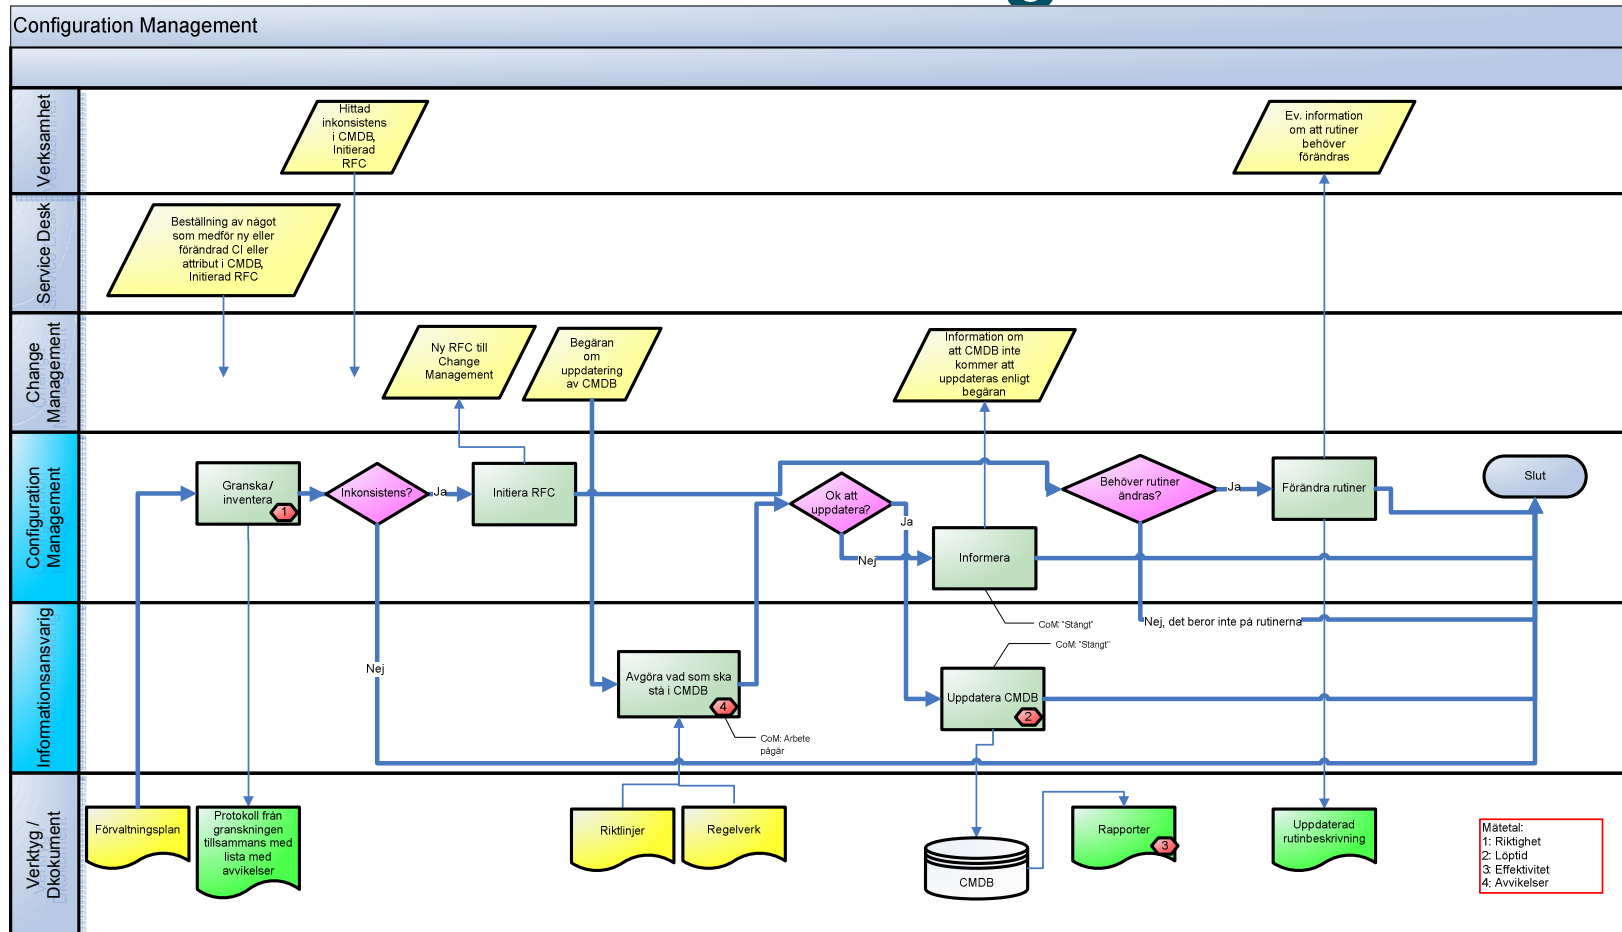 Configuration Management
Verksamhet
Hittad
inkonsistens
i CMDB,
Initierad
RFC
Ev. information
om att rutiner
behöver
förändras
Service Desk
Beställning av något
som medför ny eller
förändrad CI eller
attribut i CMDB,
Initierad RFC
Change
Management
Ny RFC till
Change
Management
Begäran
om
uppdatering
av CMDB
Information om
att CMDB inte
kommer att
uppdateras enligt
begäran
Configuration
Management
Granska/
inventera
1
Inkonsistens?
Ja
Initiera RFC
Ok att
uppdatera?
Ja
Nej
Informera
CoM: "Stängt"
Behöver rutiner
ändras?
Ja
Förändra rutiner
Slut
Nej, det beror inte på rutinerna
Informationsansvarig
Nej
Avgöra vad som ska
stå i CMDB
4
CoM: Arbete
pågår
CoM: "Stängt"
Uppdatera CMDB
2
Verktyg /
Dkokument
Förvaltningsplan
Protokoll från
granskningen
tillsammans med
lista med
avvikelser
Riktlinjer
Regelverk
CMDB
Rapporter
3
Uppdaterad
rutinbeskrivning
Mätetal:
1: Riktighet
2: Löptid
3: Effektivitet
4: Avvikelser